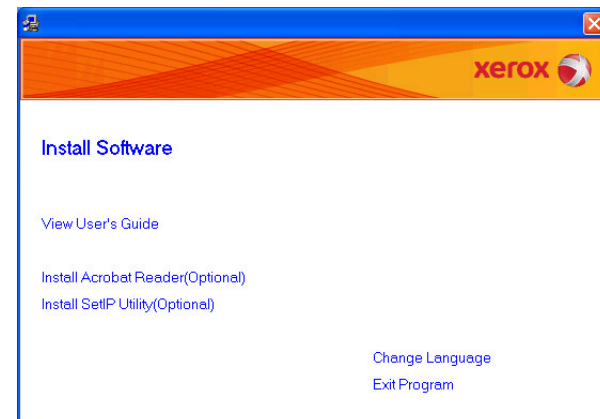 xerox
Install Software
View User's Guide
Install Acrobat Reader(Optional)
Install SetIP Utility(Optional)
Change Language
Exit Program